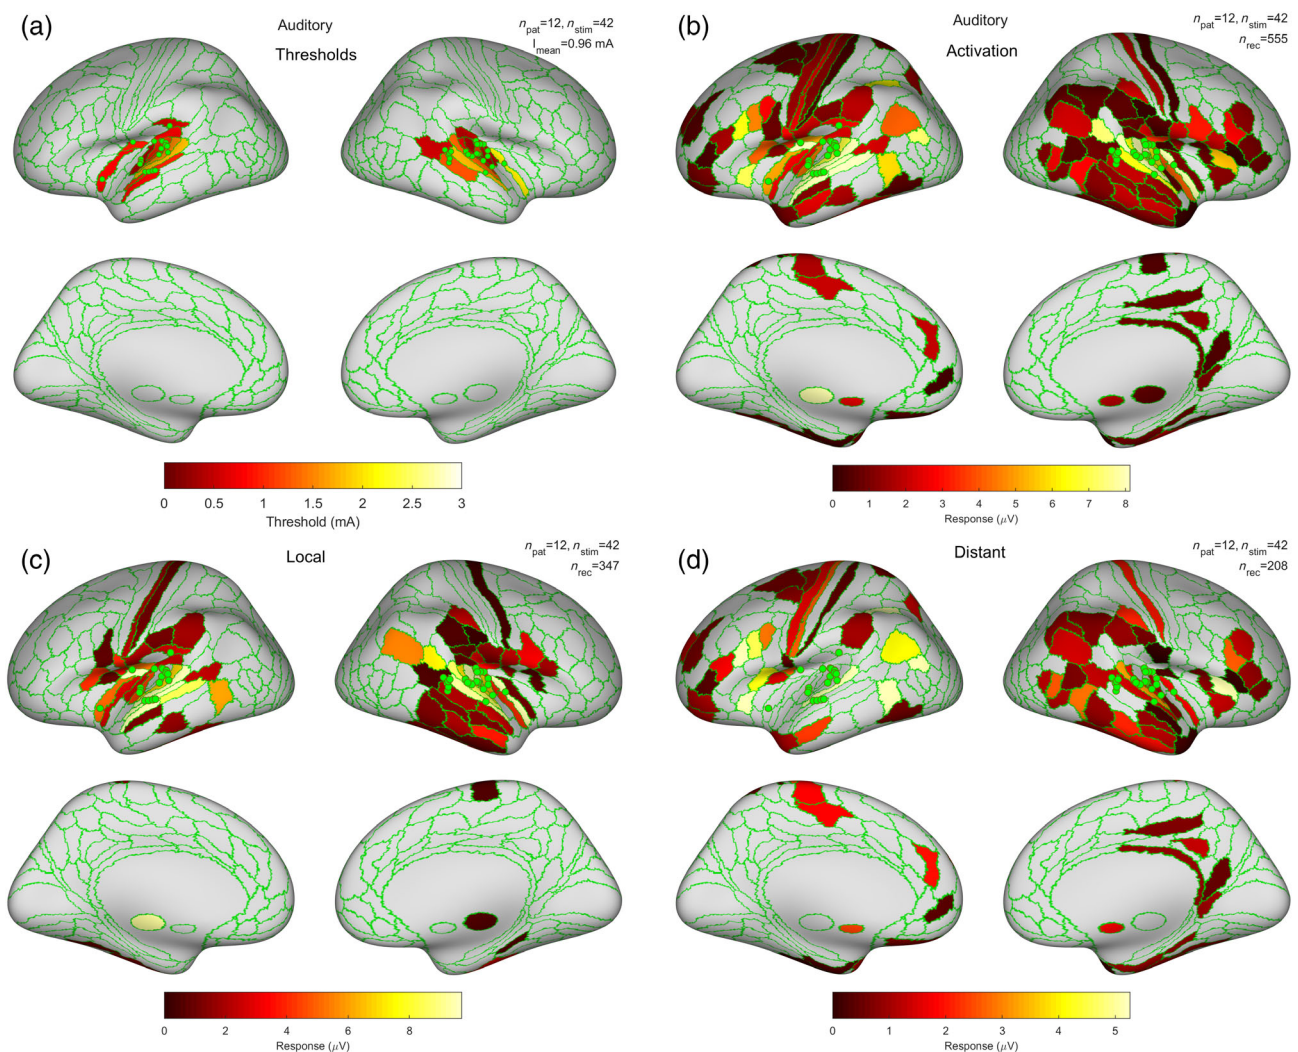 (a)
Auditory
Thresholds
n_pat=12, n_stim=42
I_mean=0.96 mA
0 0.5 1 1.5 2 2.5 3
Threshold (mA)
(b)
Auditory
Activation
n_pat=12, n_stim=42
n_rec=555
0 1 2 3 4 5 6 7 8
Response (μV)
(c)
Local
n_pat=12, n_stim=42
n_rec=347
0 2 4 6 8
Response (μV)
(d)
Distant
n_pat=12, n_stim=42
n_rec=208
0 1 2 3 4 5
Response (μV)